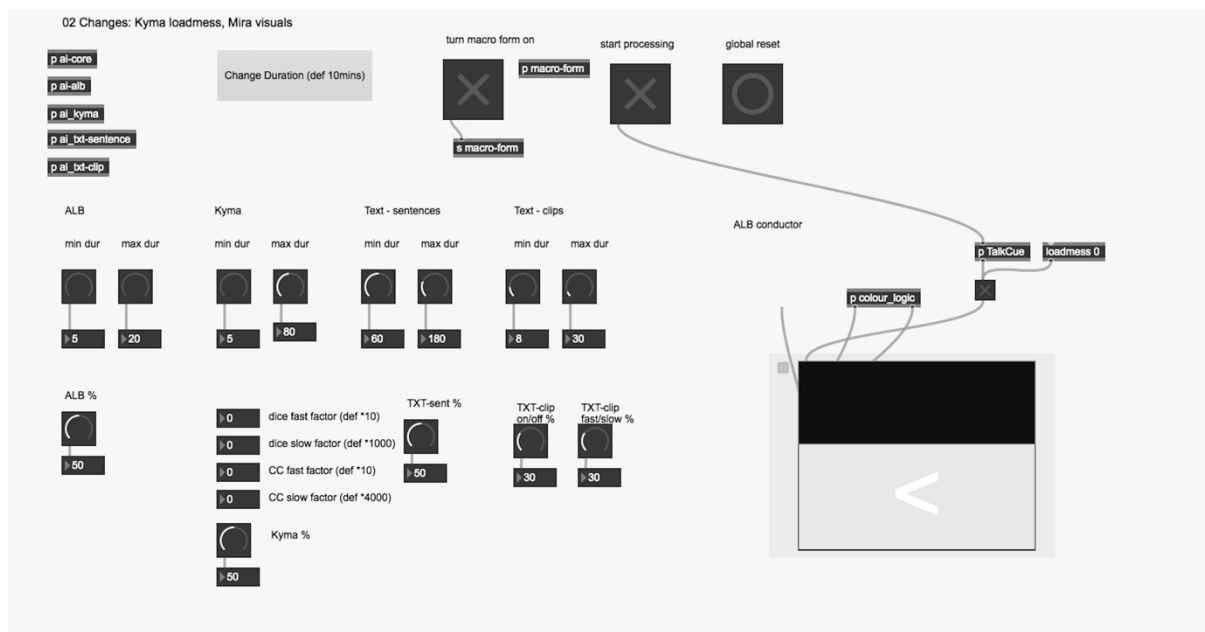 02 Changes: Kyma loadmess, Mira visuals
p ai-core
p ai-alb
p ai_kyma
p ai_txt-sentence
p ai_txt-clip
Change Duration (def 10mins)
turn macro form on
p macro-form
s macro-form
start processing
global reset
ALB
min dur max dur
5 20
Kyma
min dur max dur
5 80
Text - sentences
min dur max dur
60 180
Text - clips
min dur max dur
8 30
ALB conductor
p TalkCue
loadmess 0
p colour_logic
<
ALB %
50
0 dice fast factor (def *10)
0 dice slow factor (def *1000)
0 CC fast factor (def *10)
0 CC slow factor (def *4000)
Kyma %
50
TXT-sent %
50
TXT-clip
on/off %
30
TXT-clip
fast/slow %
30